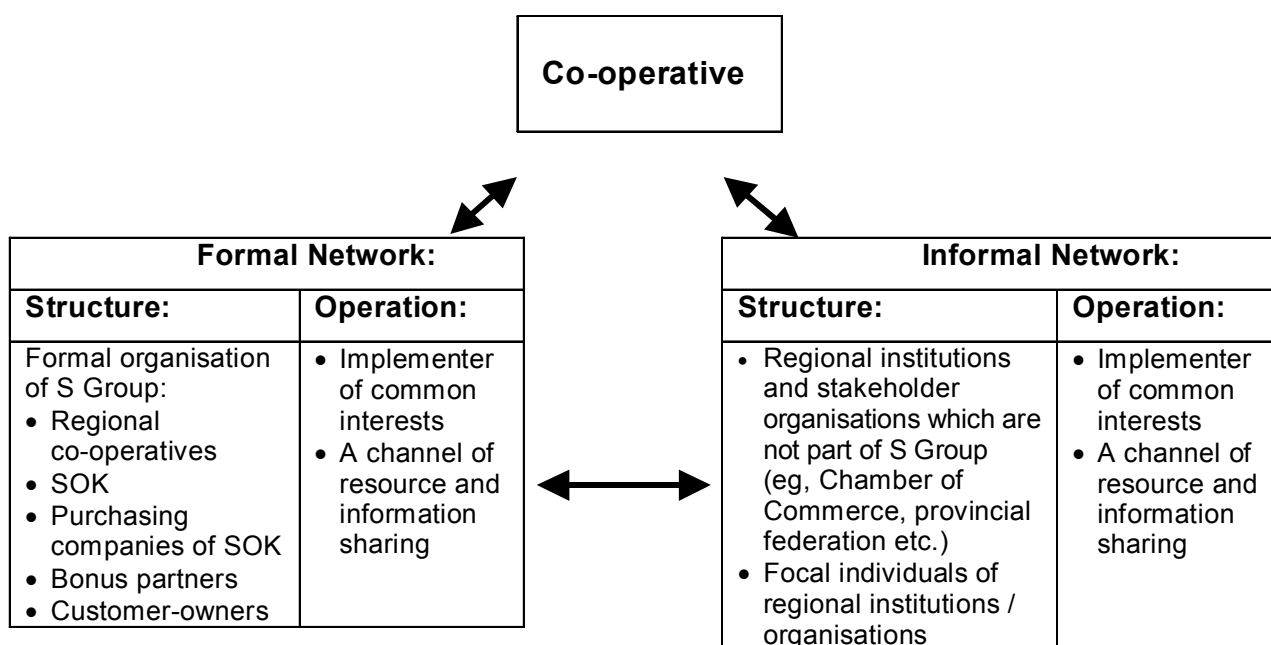 Co-operative
Formal Network:
Structure:
Operation:
Formal organisation
of S Group:
• Regional
co-operatives
• SOK
• Purchasing
companies of SOK
• Bonus partners
• Customer-owners
• Implementer
of common
interests
• A channel of
resource and
information
sharing
Informal Network:
Structure:
Operation:
• Regional institutions
and stakeholder
organisations which are
not part of S Group
(eg, Chamber of
Commerce, provincial
federation etc.)
• Focal individuals of
regional institutions /
organisations
• Implementer
of common
interests
• A channel of
resource and
information
sharing